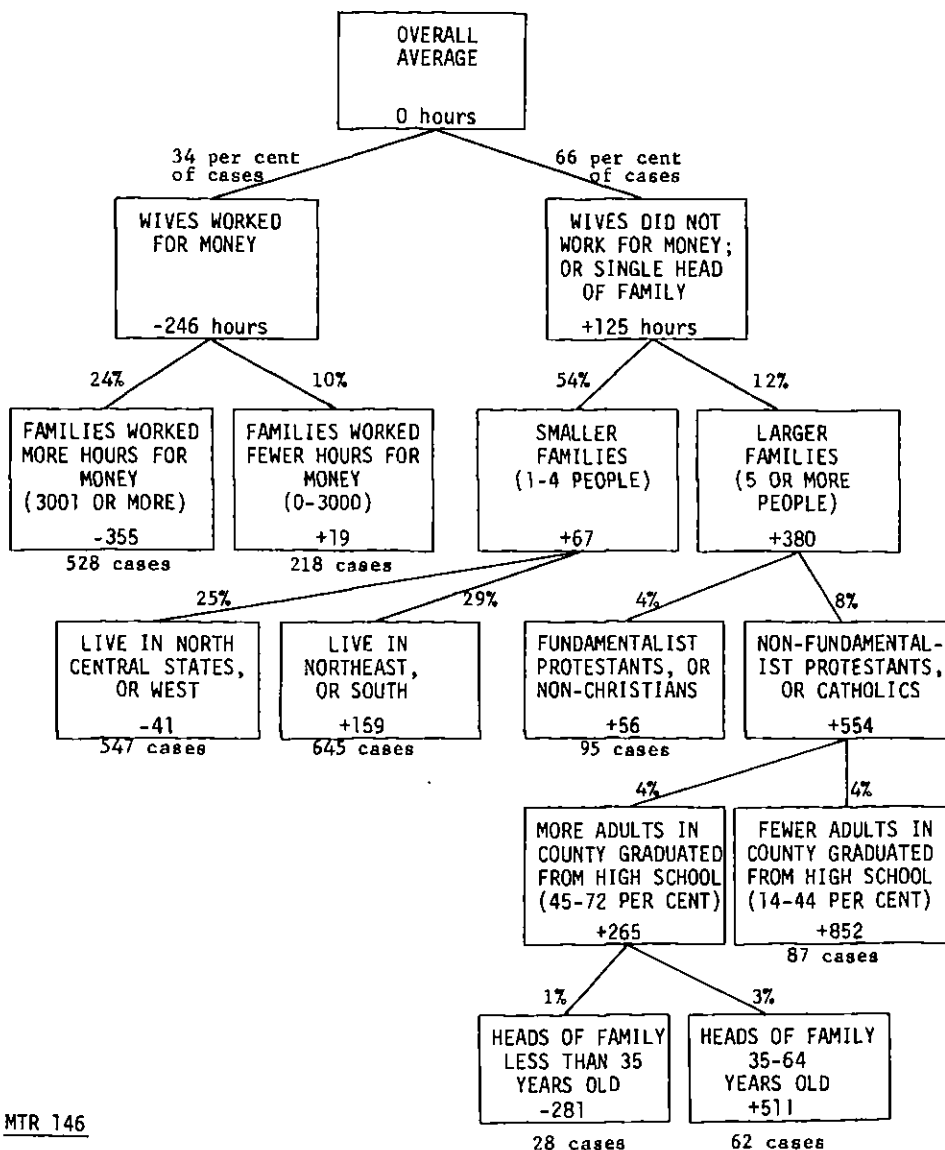 OVERALL
AVERAGE
0 hours
34 per cent
of cases
66 per cent
of cases
WIVES WORKED
FOR MONEY
-246 hours
WIVES DID NOT
WORK FOR MONEY;
OR SINGLE HEAD
OF FAMILY
+125 hours
24%
10%
54%
12%
FAMILIES WORKED
MORE HOURS FOR
MONEY
(3001 OR MORE)
-355
528 cases
FAMILIES WORKED
FEWER HOURS FOR
MONEY
(0-3000)
+19
218 cases
SMALLER
FAMILIES
(1-4 PEOPLE)
+67
LARGER
FAMILIES
(5 OR MORE
PEOPLE)
+380
25%
29%
4%
8%
LIVE IN NORTH
CENTRAL STATES,
OR WEST
-41
547 cases
LIVE IN
NORTHEAST,
OR SOUTH
+159
645 cases
FUNDAMENTALIST
PROTESTANTS, OR
NON-CHRISTIANS
+56
95 cases
NON-FUNDAMENTAL-
IST PROTESTANTS,
OR CATHOLICS
+554
4%
4%
MORE ADULTS IN
COUNTY GRADUATED
FROM HIGH SCHOOL
(45-72 PER CENT)
+265
FEWER ADULTS IN
COUNTY GRADUATED
FROM HIGH SCHOOL
(14-44 PER CENT)
+852
87 cases
1%
3%
HEADS OF FAMILY
LESS THAN 35
YEARS OLD
-281
28 cases
HEADS OF FAMILY
35-64
YEARS OLD
+511
62 cases
MTR 146